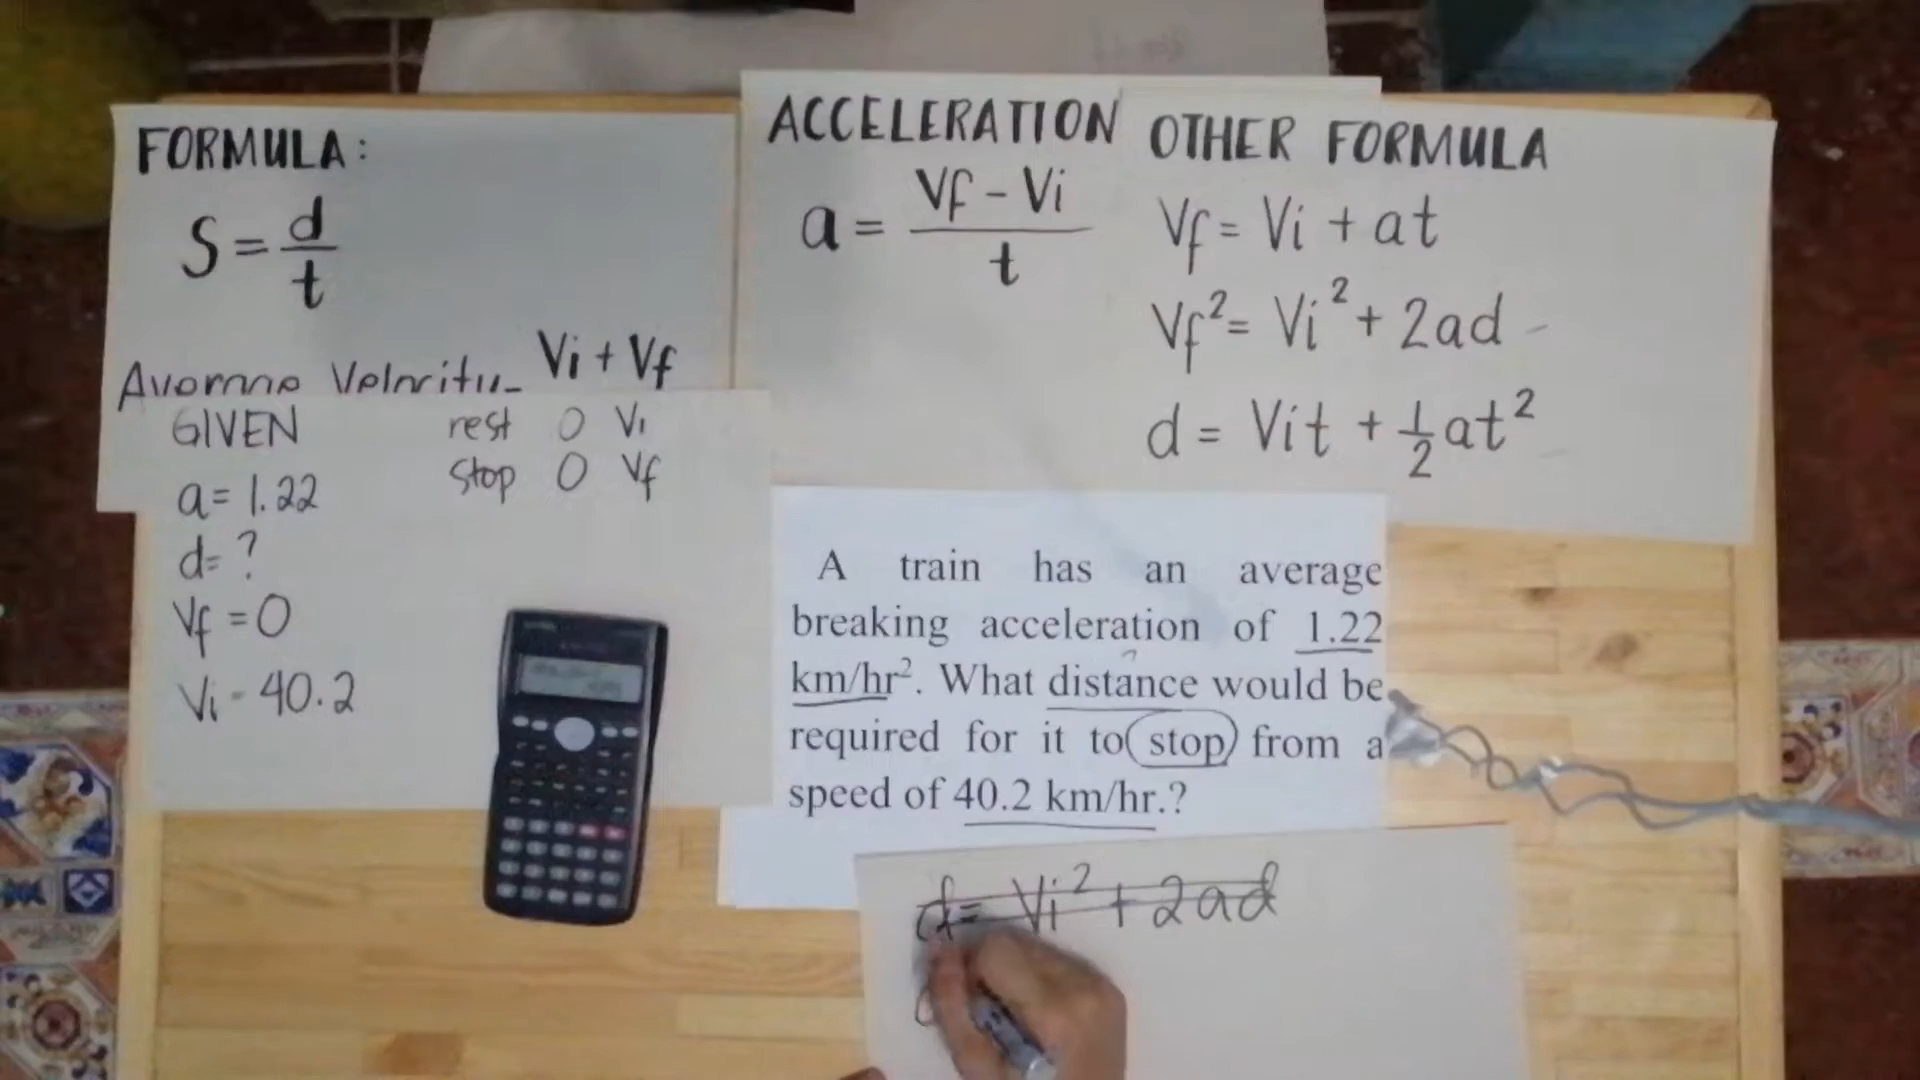 FORMULA:
S = d/t
Average Velocity = Vi + Vf
ACCELERATION
a = Vf - Vi / t
OTHER FORMULA
Vf = Vi + at
Vf² = Vi² + 2ad
d = Vit + ½at²
GIVEN
a = 1.22
d = ?
Vf = 0
Vi - 40.2
rest 0 Vi
stop 0 Vf
A train has an average
breaking acceleration of 1.22
km/hr². What distance would be
required for it to stop from a
speed of 40.2 km/hr.?
d = Vi² + 2ad